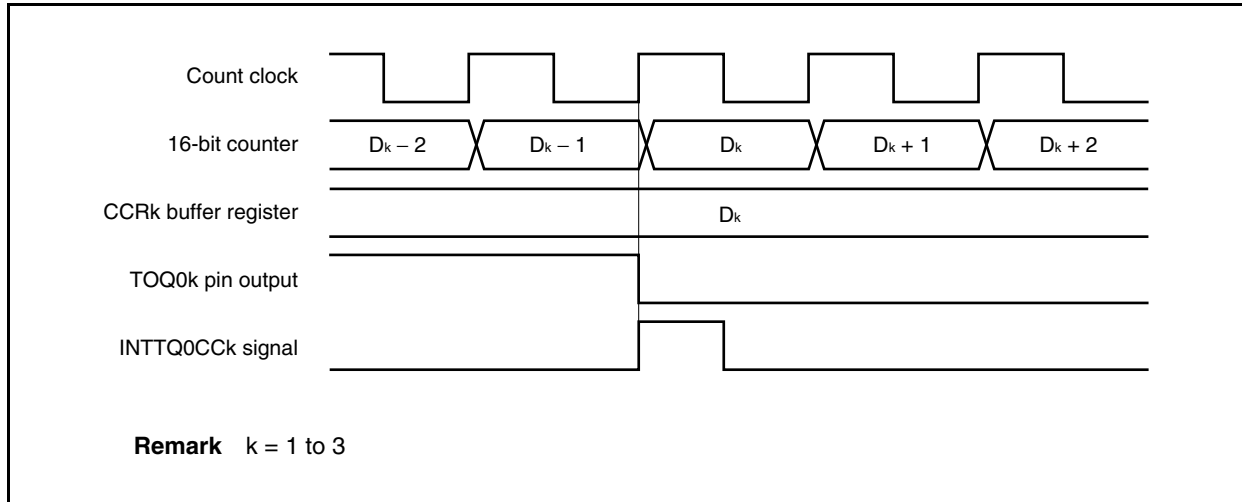 Count clock
16-bit counter
Dk − 2
Dk − 1
Dk
Dk + 1
Dk + 2
CCRk buffer register
Dk
TOQ0k pin output
INTTQ0CCk signal
Remark k = 1 to 3